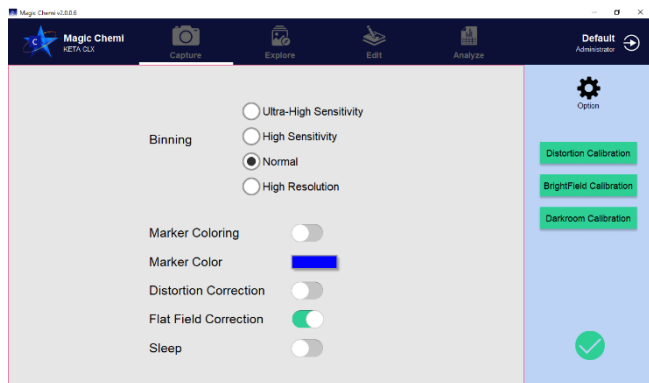 Magic Chemi v2.0.0.6
C
Magic Chemi
KETA CLX
Capture
Explore
Edit
Analyze
Default
Administrator
Option
Binning
Ultra-High Sensitivity
High Sensitivity
Normal
High Resolution
Distortion Calibration
BrightField Calibration
Darkroom Calibration
Marker Coloring
Marker Color
Distortion Correction
Flat Field Correction
Sleep